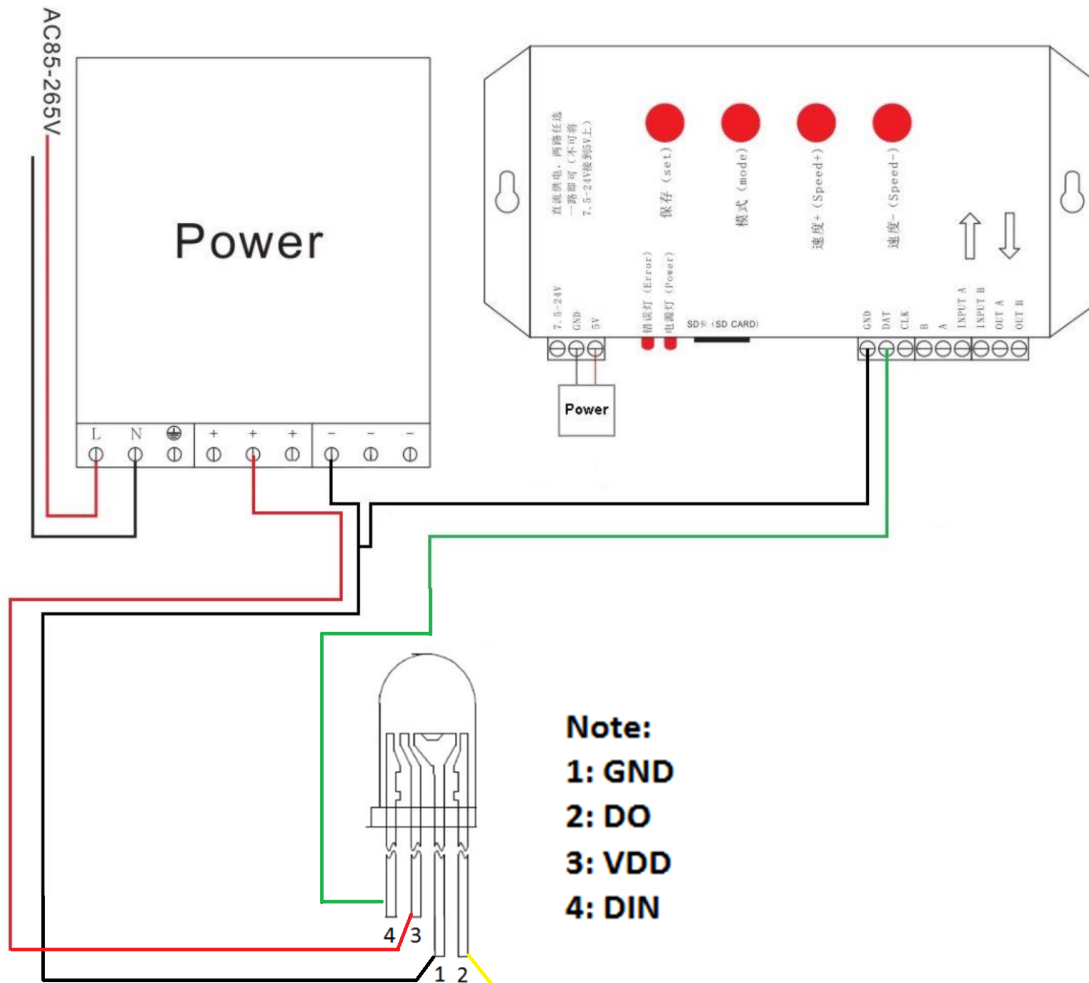 AC85-265V
Power
L
N
+
+
+
-
-
-
直流供电，两路任选
一路即可（不可将
7.5-24V接到5V上）
保存（set）
模式（mode）
速度+（Speed+）
速度-（Speed-）
7.5-24V
GND
5V
错误灯（Error）
电源灯（Power）
SD卡（SD CARD）
GND
DAT
CLK
B
A
INPUT A
INPUT B
OUT A
OUT B
Power
Note:
1: GND
2: DO
3: VDD
4: DIN
4
3
1
2